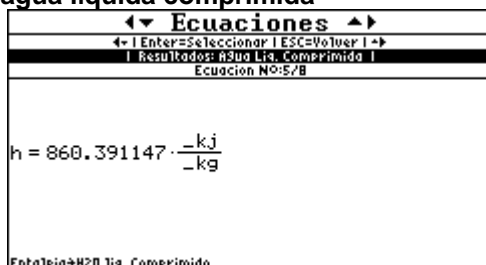 agua liquida comprimida
Ecuaciones
| Enter=Seleccionar | ESC=Volver |
| Resultados: Agua Liq. Comprimida |
Ecuacion Nº:5/8
h = 860.391147 · _kj / _kg
Entalpia→H2O liq. Comprimido